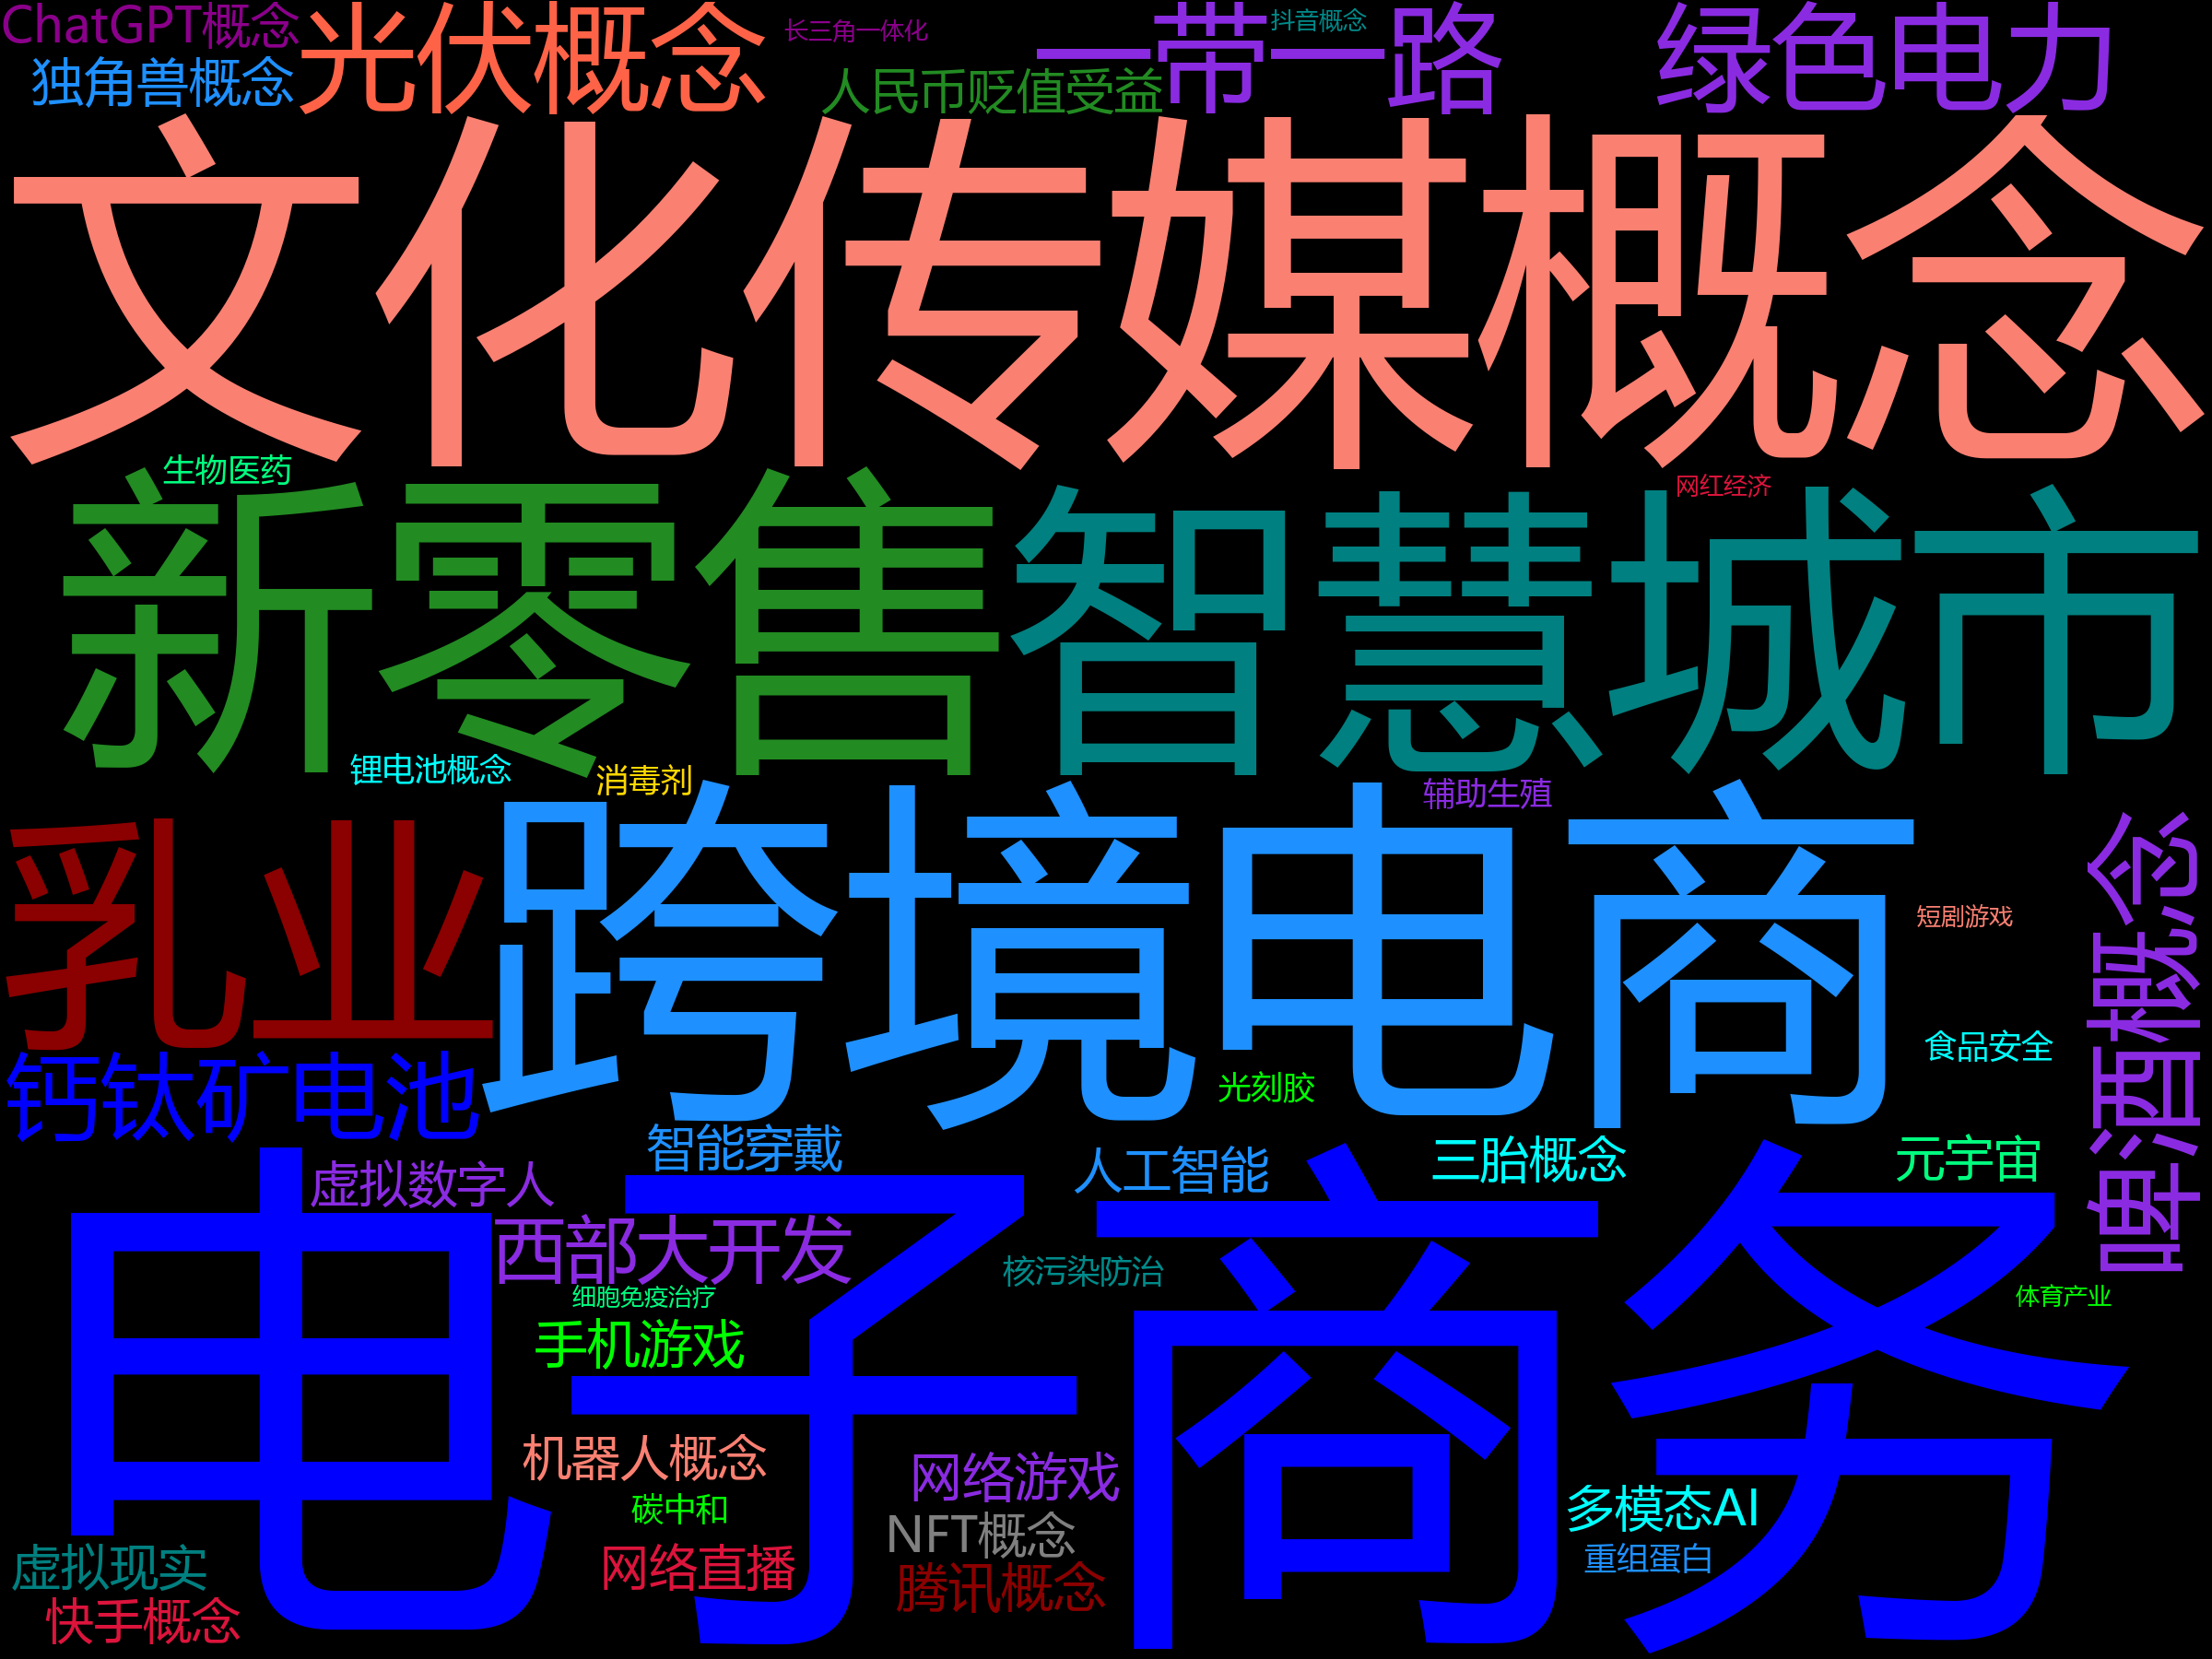 ChatGPT概念
光伏概念
长三角一体化
抖音概念
一带一路
绿色电力
独角兽概念
人民币贬值受益
文化传媒概念
生物医药
网红经济
新零售
智慧城市
锂电池概念
消毒剂
辅助生殖
乳业
跨境电商
啤酒概念
短剧游戏
食品安全
钙钛矿电池
光刻胶
智能穿戴
人工智能
三胎概念
元宇宙
虚拟数字人
西部大开发
核污染防治
细胞免疫治疗
体育产业
手机游戏
电子商务
机器人概念
网络游戏
碳中和
多模态AI
NFT概念
虚拟现实
网络直播
重组蛋白
腾讯概念
快手概念